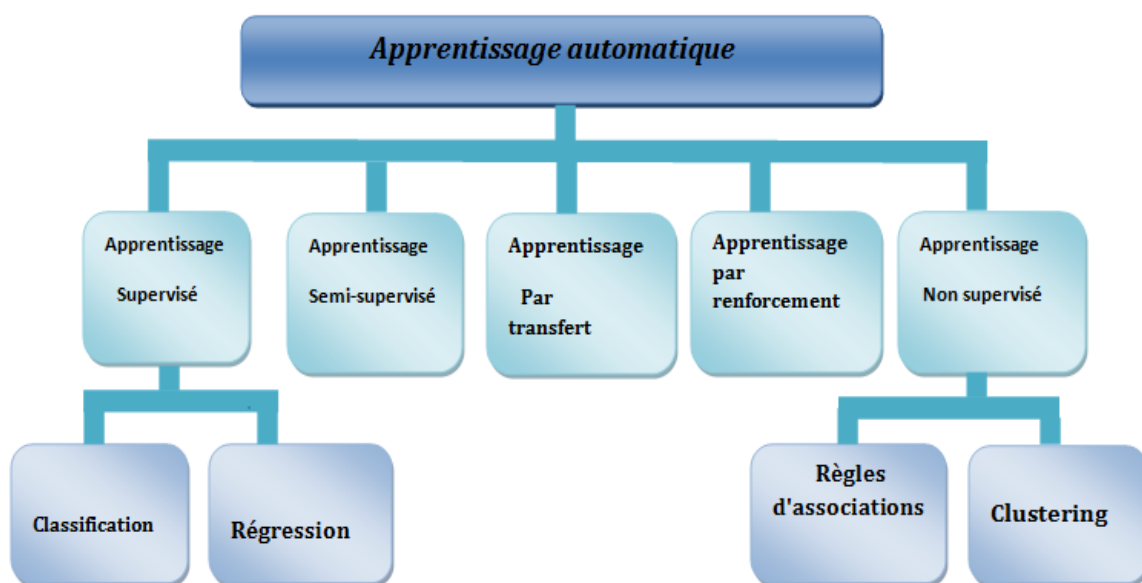 Apprentissage automatique
Apprentissage
Supervisé
Apprentissage
Semi-supervisé
Apprentissage
Par
transfert
Apprentissage
par
renforcement
Apprentissage
Non supervisé
Classification
Régression
Règles
d'associations
Clustering